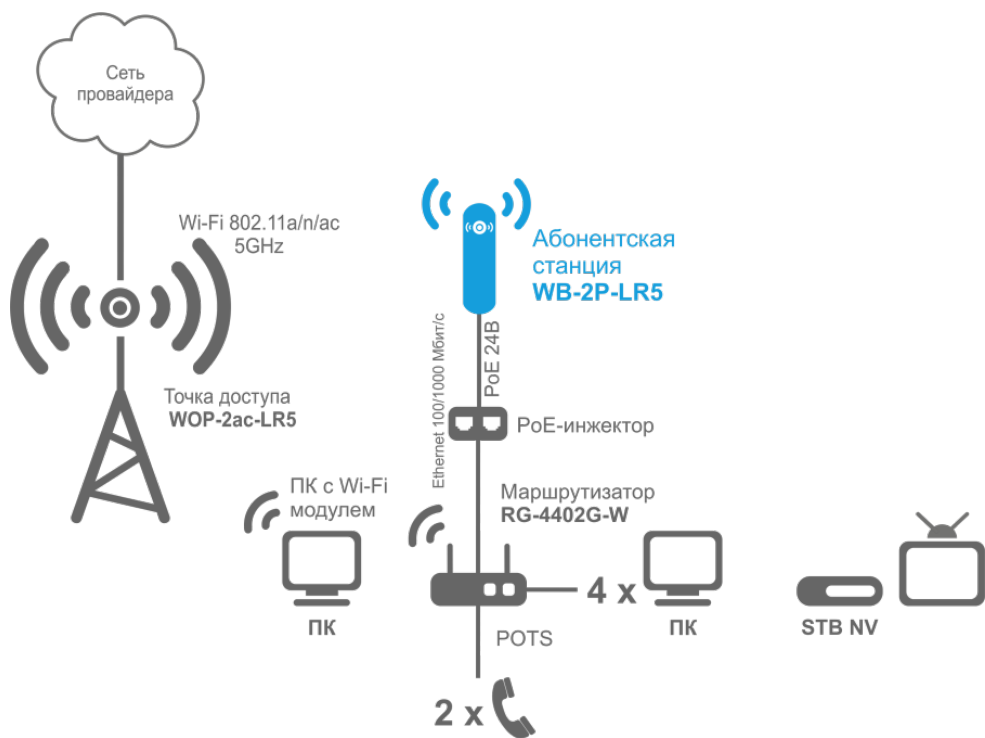 Сеть
провайдера
Wi-Fi 802.11a/n/ac
5GHz
Точка доступа
WOP-2ac-LR5
Абонентская
станция
WB-2P-LR5
Ethernet 100/1000 Мбит/с
PoE 24В
PoE-инжектор
ПК с Wi-Fi
модулем
Маршрутизатор
RG-4402G-W
4 x
ПК
ПК
STB NV
POTS
2 x